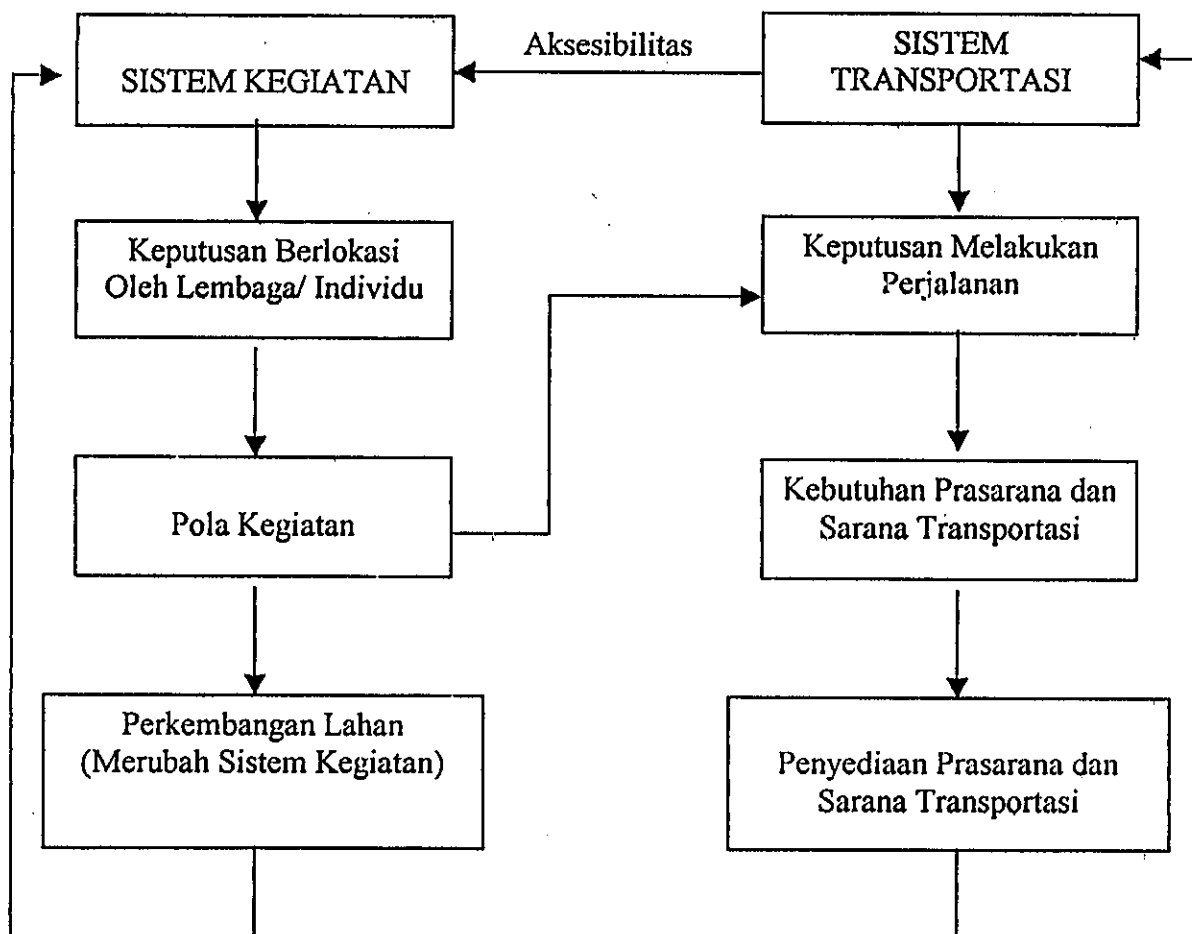 SISTEM KEGIATAN
Aksesibilitas
SISTEM
TRANSPORTASI
Keputusan Berlokasi
Oleh Lembaga/ Individu
Keputusan Melakukan
Perjalanan
Pola Kegiatan
Kebutuhan Prasarana dan
Sarana Transportasi
Perkembangan Lahan
(Merubah Sistem Kegiatan)
Penyediaan Prasarana dan
Sarana Transportasi